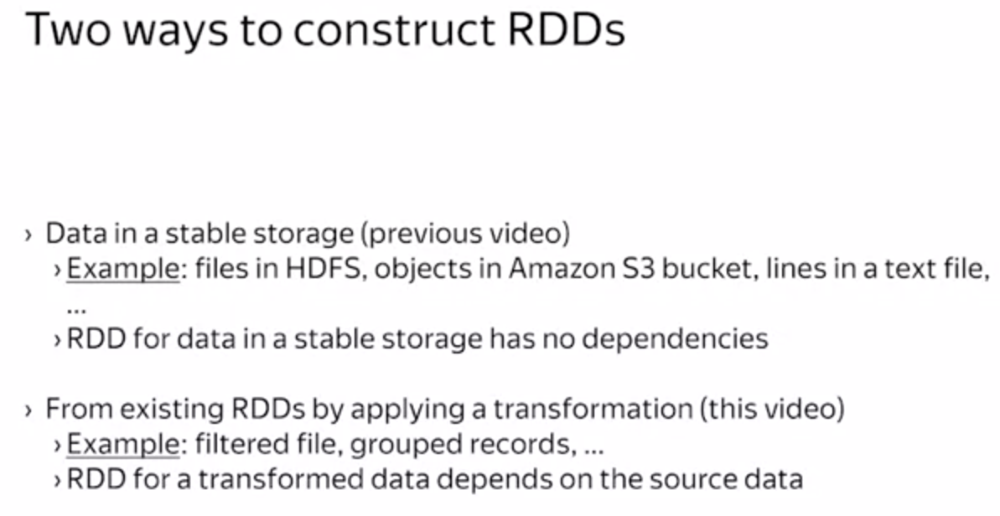 Two ways to construct RDDs
› Data in a stable storage (previous video)
› Example: files in HDFS, objects in Amazon S3 bucket, lines in a text file,
...
› RDD for data in a stable storage has no dependencies
› From existing RDDs by applying a transformation (this video)
› Example: filtered file, grouped records, ...
› RDD for a transformed data depends on the source data